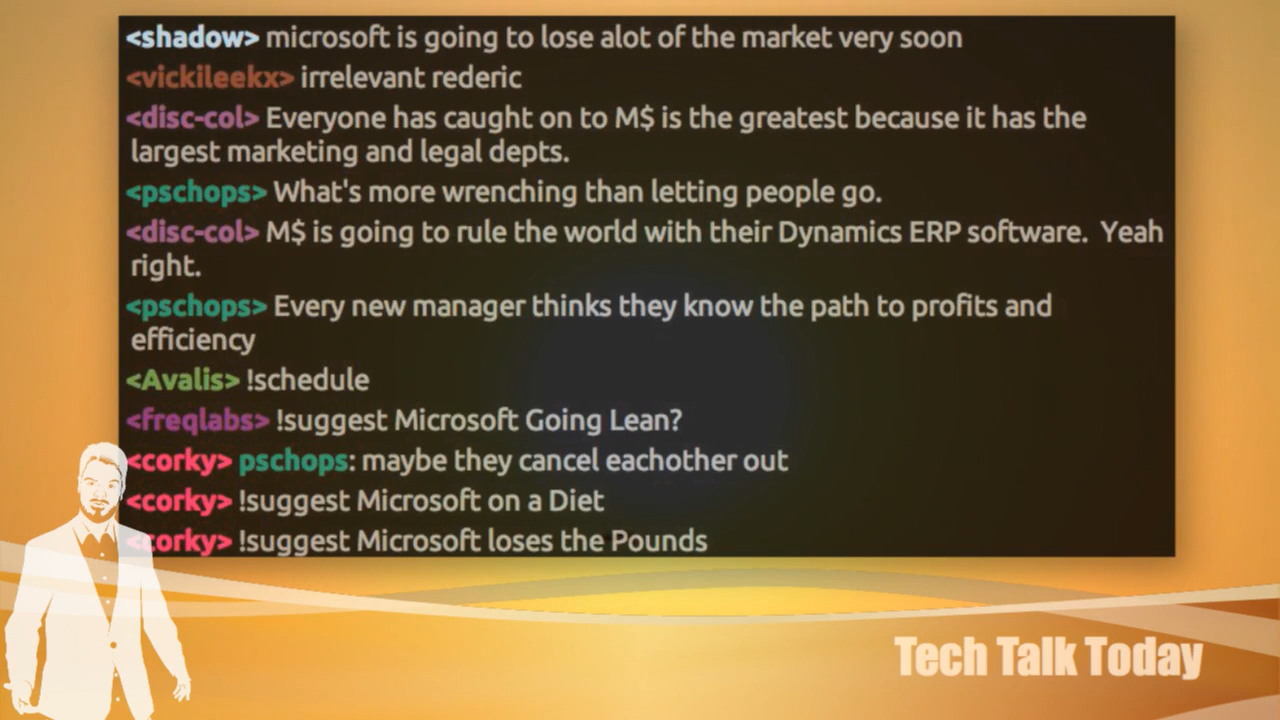 <shadow> microsoft is going to lose alot of the market very soon
<vickileekx> irrelevant rederic
<disc-col> Everyone has caught on to M$ is the greatest because it has the
largest marketing and legal depts.
<pschops> What's more wrenching than letting people go.
<disc-col> M$ is going to rule the world with their Dynamics ERP software.  Yeah
right.
<pschops> Every new manager thinks they know the path to profits and
efficiency
<Avalis> !schedule
<freqlabs> !suggest Microsoft Going Lean?
<corky> pschops: maybe they cancel eachother out
<corky> !suggest Microsoft on a Diet
<corky> !suggest Microsoft loses the Pounds
Tech Talk Today